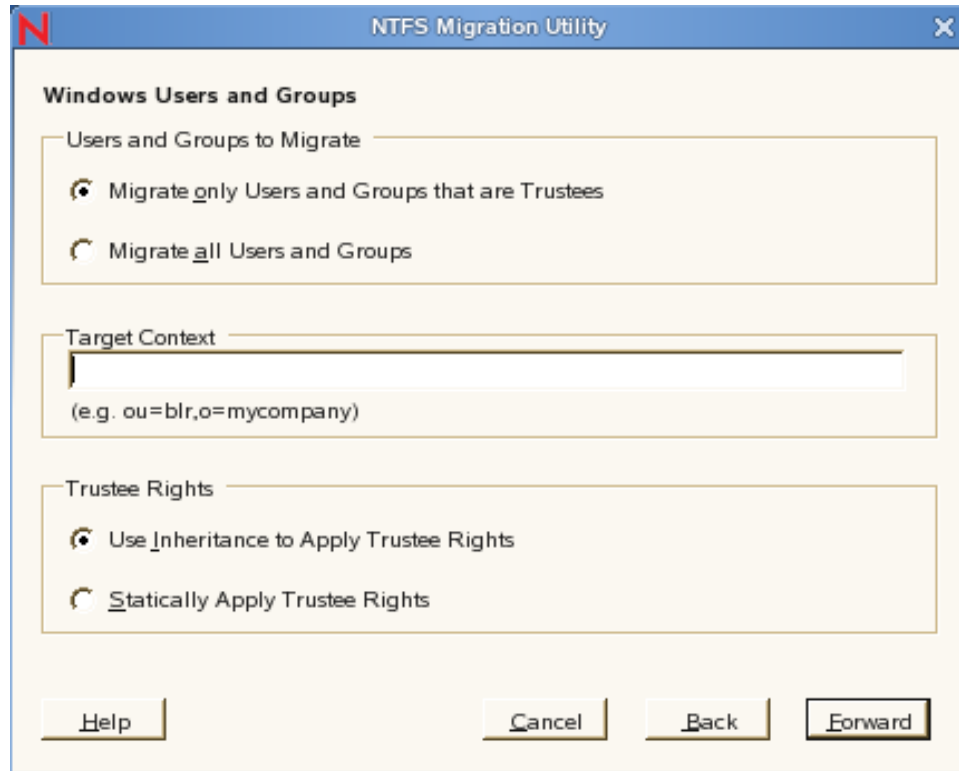 N
NTFS Migration Utility
Windows Users and Groups
Users and Groups to Migrate
Migrate only Users and Groups that are Trustees
Migrate all Users and Groups
Target Context
(e.g. ou=blr,o=mycompany)
Trustee Rights
Use Inheritance to Apply Trustee Rights
Statically Apply Trustee Rights
Help Cancel Back Forward